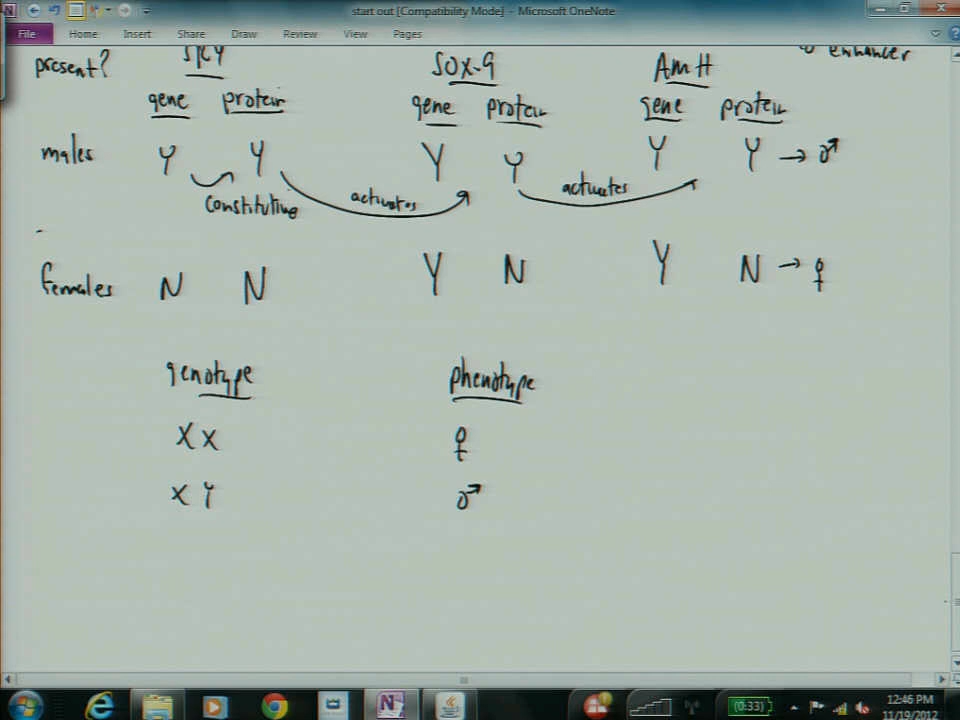 start out [Compatibility Mode] - Microsoft OneNote
File Home Insert Share Draw Review View Pages
present? SRY SOX-9 AMH ↳ enhancer
gene protein gene protein gene protein
males Y Y Y Y Y Y → ♂
constitutive activates activates
females N N Y N Y N → ♀
genotype phenotype
XX ♀
XY ♂
(0:33) 12:46 PM
11/19/2012